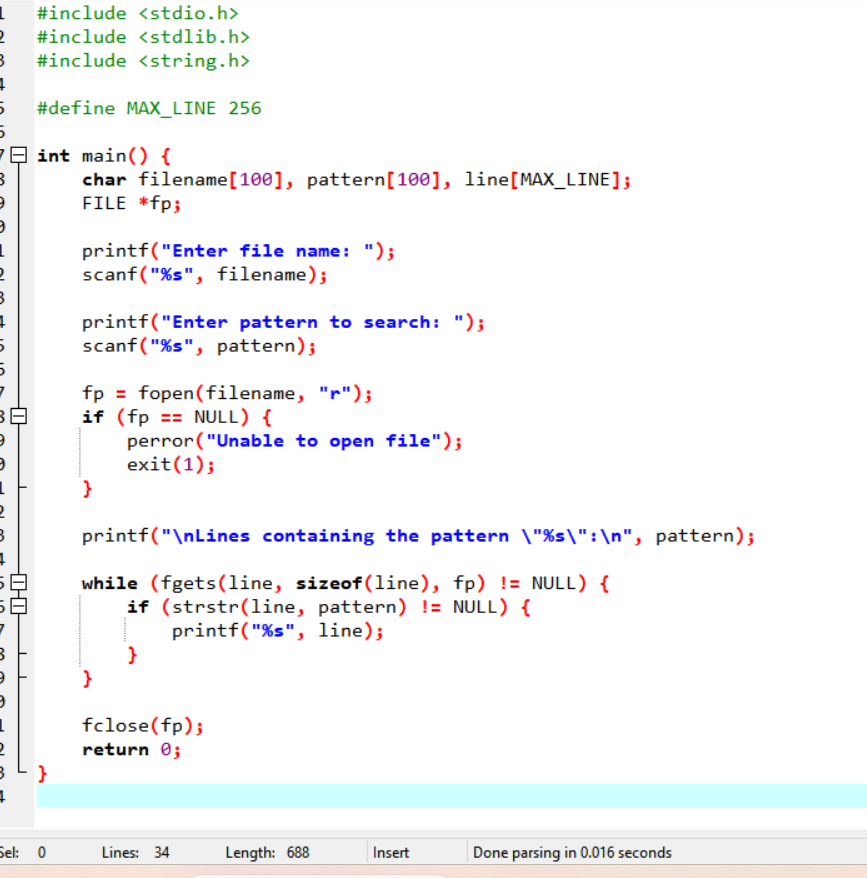 1 #include <stdio.h>
2 #include <stdlib.h>
3 #include <string.h>
4
5 #define MAX_LINE 256
6
7 int main() {
8     char filename[100], pattern[100], line[MAX_LINE];
9     FILE *fp;
0
1     printf("Enter file name: ");
2     scanf("%s", filename);
3
4     printf("Enter pattern to search: ");
5     scanf("%s", pattern);
6
7     fp = fopen(filename, "r");
8     if (fp == NULL) {
9         perror("Unable to open file");
0         exit(1);
1     }
2
3     printf("\nLines containing the pattern \"%s\":\n", pattern);
4
5     while (fgets(line, sizeof(line), fp) != NULL) {
6         if (strstr(line, pattern) != NULL) {
7             printf("%s", line);
8         }
9     }
0
1     fclose(fp);
2     return 0;
3 }
4
Sel: 0 Lines: 34 Length: 688 Insert Done parsing in 0.016 seconds